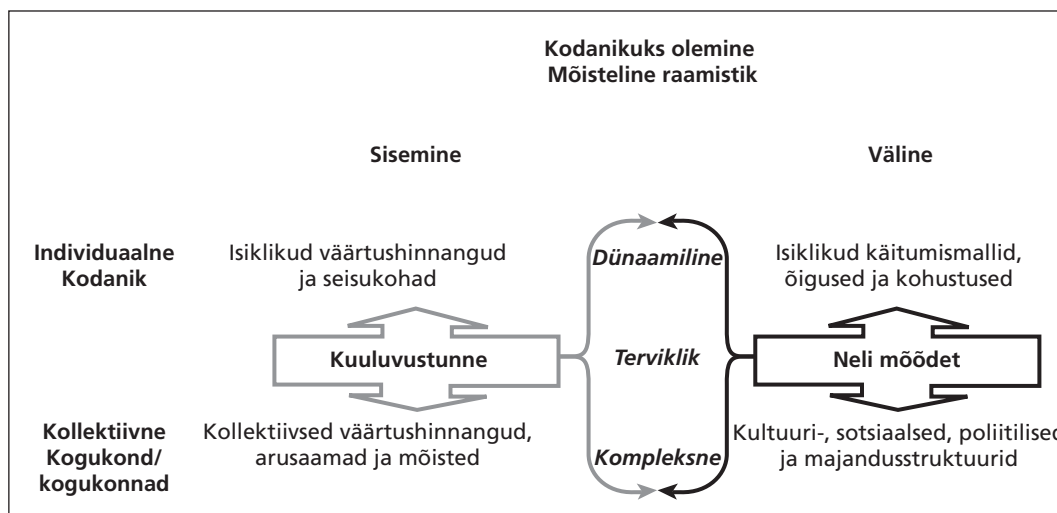 Kodanikuks olemine
Mõisteline raamistik
Sisemine
Väline
Individuaalne
Kodanik
Isiklikud väärtushinnangud
ja seisukohad
Dünaamiline
Isiklikud käitumismallid,
õigused ja kohustused
Kuuluvustunne
Terviklik
Neli mõõdet
Kollektiivne
Kogukond/
kogukonnad
Kollektiivsed väärtushinnangud,
arusaamad ja mõisted
Kompleksne
Kultuuri-, sotsiaalsed, poliitilised
ja majandusstruktuurid